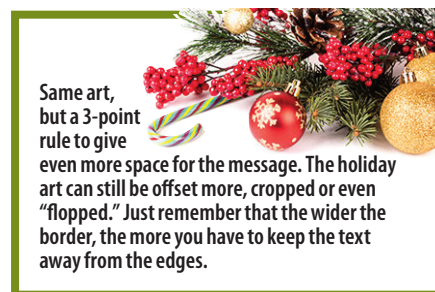 Same art,
but a 3-point
rule to give
even more space for the message. The holiday
art can still be offset more, cropped or even
“flopped.” Just remember that the wider the
border, the more you have to keep the text
away from the edges.